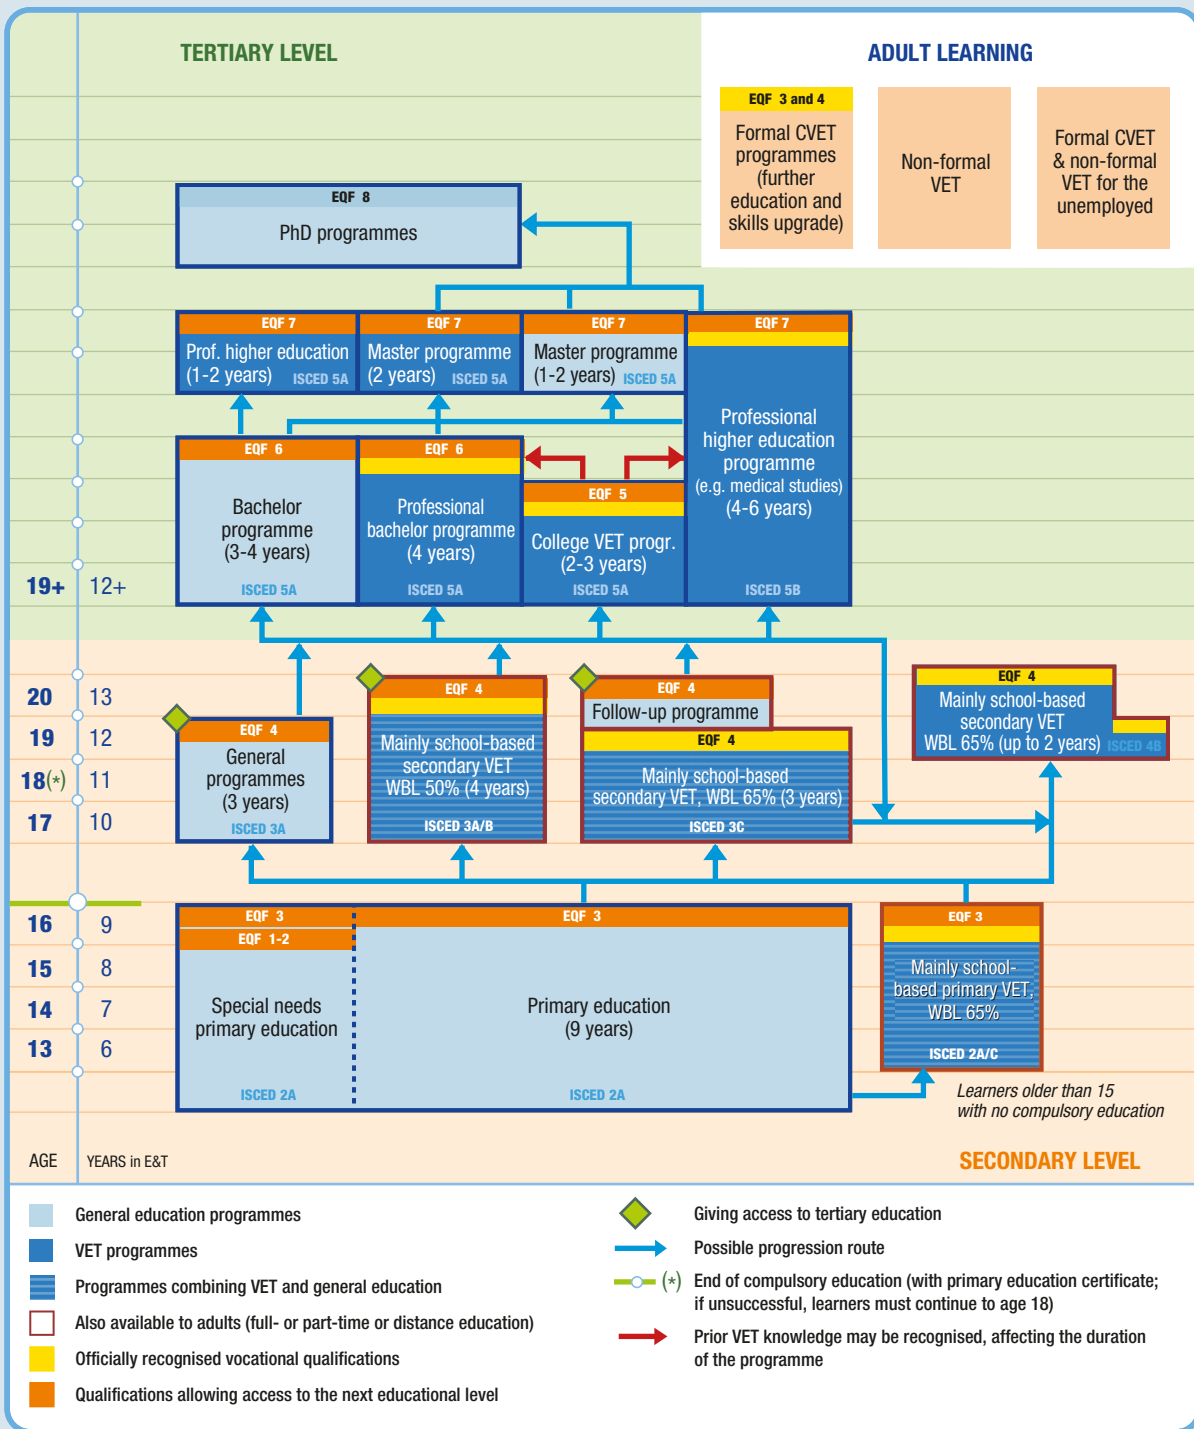 TERTIARY LEVEL
ADULT LEARNING
EQF 3 and 4
Formal CVET
programmes
(further
education and
skills upgrade)
Non-formal
VET
Formal CVET
& non-formal
VET for the
unemployed
EQF 8
PhD programmes
EQF 7
Prof. higher education
(1-2 years) ISCED 5A
EQF 7
Master programme
(2 years) ISCED 5A
EQF 7
Master programme
(1-2 years) ISCED 5A
EQF 7
Professional
higher education
programme
(e.g. medical studies)
(4-6 years)
ISCED 5B
EQF 6
Bachelor
programme
(3-4 years)
ISCED 5A
EQF 6
Professional
bachelor programme
(4 years)
ISCED 5A
EQF 5
College VET progr.
(2-3 years)
ISCED 5A
19+ 12+
20 13
19 12
18(*) 11
17 10
EQF 4
General
programmes
(3 years)
ISCED 3A
EQF 4
Mainly school-based
secondary VET
WBL 50% (4 years)
ISCED 3A/B
EQF 4
Follow-up programme
EQF 4
Mainly school-based
secondary VET, WBL 65% (3 years)
ISCED 3C
EQF 4
Mainly school-based
secondary VET
WBL 65% (up to 2 years) ISCED 4B
16 9
15 8
14 7
13 6
EQF 3
EQF 1-2
Special needs
primary education
ISCED 2A
EQF 3
Primary education
(9 years)
ISCED 2A
EQF 3
Mainly school-
based primary VET,
WBL 65%
ISCED 2A/C
Learners older than 15
with no compulsory education
AGE YEARS in E&T
SECONDARY LEVEL
General education programmes
VET programmes
Programmes combining VET and general education
Also available to adults (full- or part-time or distance education)
Officially recognised vocational qualifications
Qualifications allowing access to the next educational level
Giving access to tertiary education
Possible progression route
(*) End of compulsory education (with primary education certificate;
if unsuccessful, learners must continue to age 18)
Prior VET knowledge may be recognised, affecting the duration
of the programme